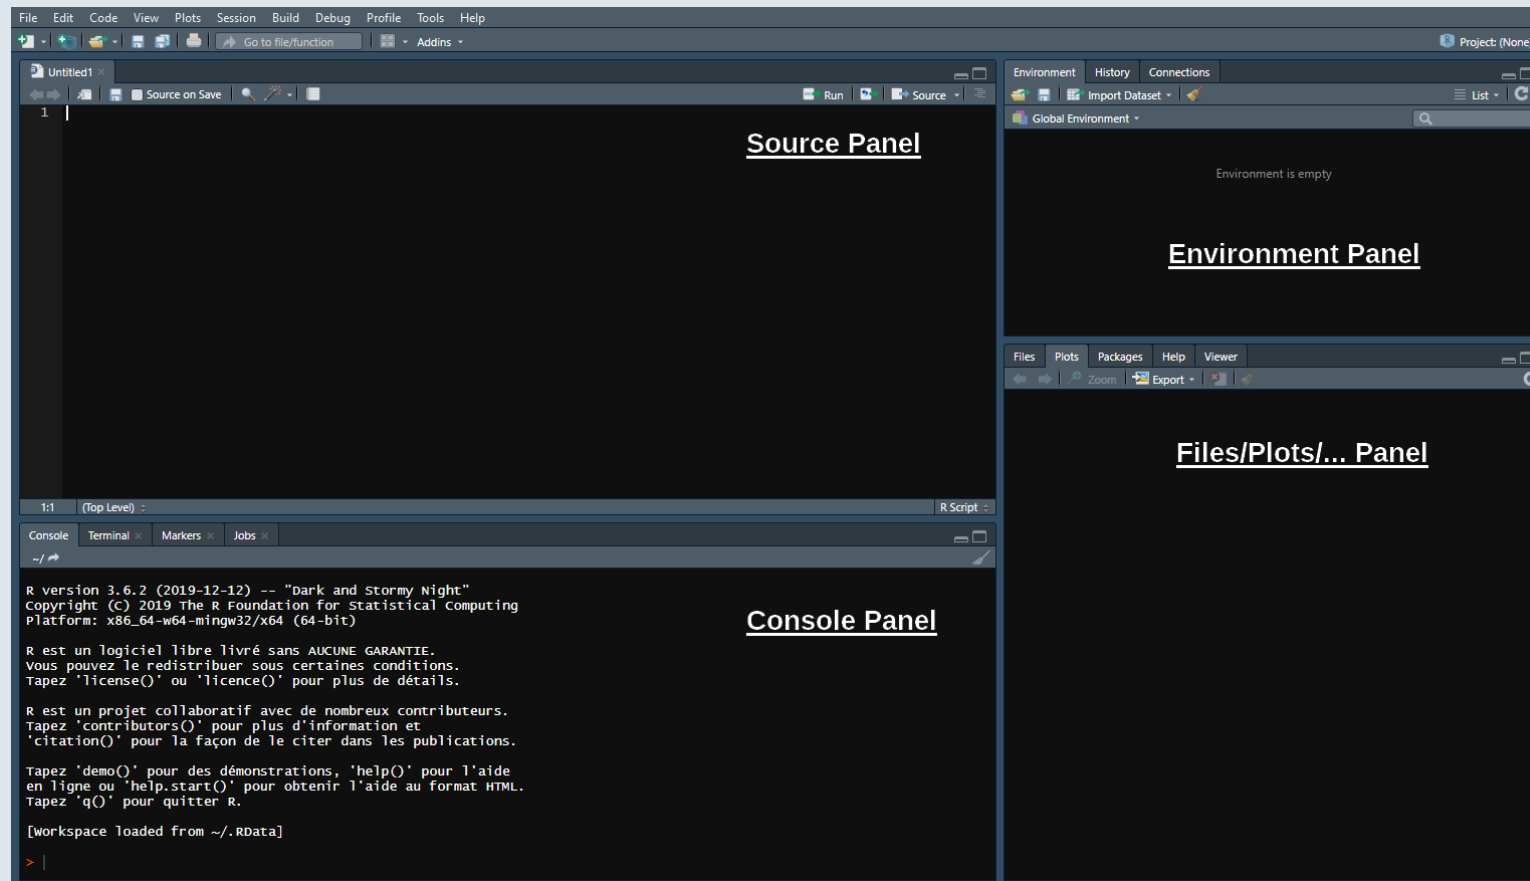 File Edit Code View Plots Session Build Debug Profile Tools Help
Go to file/function Addins Project: (None)
Untitled1
Source on Save Run Source
1
Source Panel
1:1 (Top Level) R Script
Console Terminal Markers Jobs
~/
R version 3.6.2 (2019-12-12) -- "Dark and Stormy Night"
Copyright (C) 2019 The R Foundation for Statistical Computing
Platform: x86_64-w64-mingw32/x64 (64-bit)
R est un logiciel libre livré sans AUCUNE GARANTIE.
Vous pouvez le redistribuer sous certaines conditions.
Tapez 'license()' ou 'licence()' pour plus de détails.
R est un projet collaboratif avec de nombreux contributeurs.
Tapez 'contributors()' pour plus d'information et
'citation()' pour la façon de le citer dans les publications.
Tapez 'demo()' pour des démonstrations, 'help()' pour l'aide
en ligne ou 'help.start()' pour obtenir l'aide au format HTML.
Tapez 'q()' pour quitter R.
[Workspace loaded from ~/.RData]
>
Console Panel
Environment History Connections
Import Dataset List
Global Environment
Environment is empty
Environment Panel
Files Plots Packages Help Viewer
Zoom Export
Files/Plots/... Panel